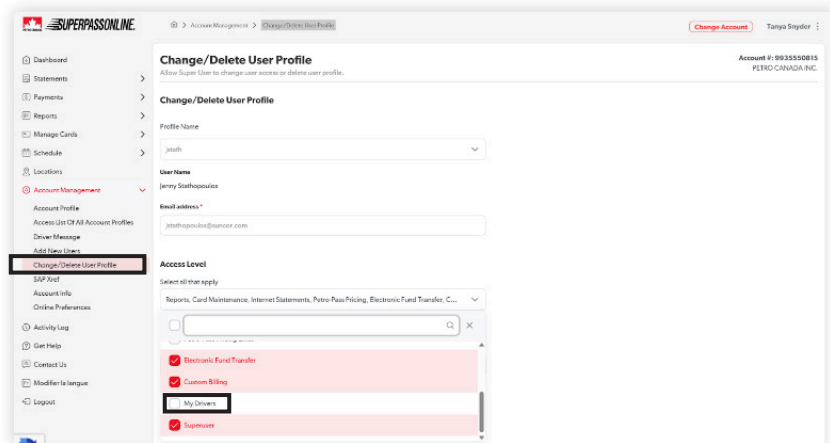 SUPERPASSONLINE.
Account Management > Change/Delete User Profile
Change Account
Tanya Snyder
Dashboard
Statements
Payments
Reports
Manage Cards
Schedule
Locations
Account Management
Account Profile
Access List Of All Account Profiles
Driver Message
Add New Users
Change/Delete User Profile
SAP Xref
Account Info
Online Preferences
Activity Log
Get Help
Contact Us
Modifier la langue
Logout
Change/Delete User Profile
Allow Super User to change user access or delete user profile.
Account #: 9935550815
PETRO CANADA INC.
Change/Delete User Profile
Profile Name
jstath
User Name
Jenny Stathopoulos
Email address *
jstathopoulos@suncor.com
Access Level
Select all that apply
Reports, Card Maintenance, Internet Statements, Petro-Pass Pricing, Electronic Fund Transfer, C...
Electronic Fund Transfer
Custom Billing
My Drivers
Superuser